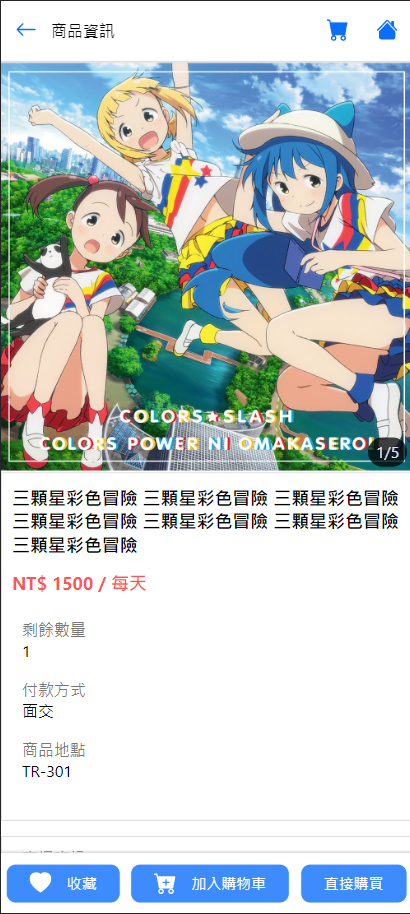 商品資訊
COLORS★SLASH
COLORS POWER NI OMAKASERO!
1/5
三顆星彩色冒險 三顆星彩色冒險 三顆星彩色冒險
三顆星彩色冒險 三顆星彩色冒險 三顆星彩色冒險
三顆星彩色冒險
NT$ 1500 / 每天
剩餘數量
1
付款方式
面交
商品地點
TR-301
收藏
加入購物車
直接購買